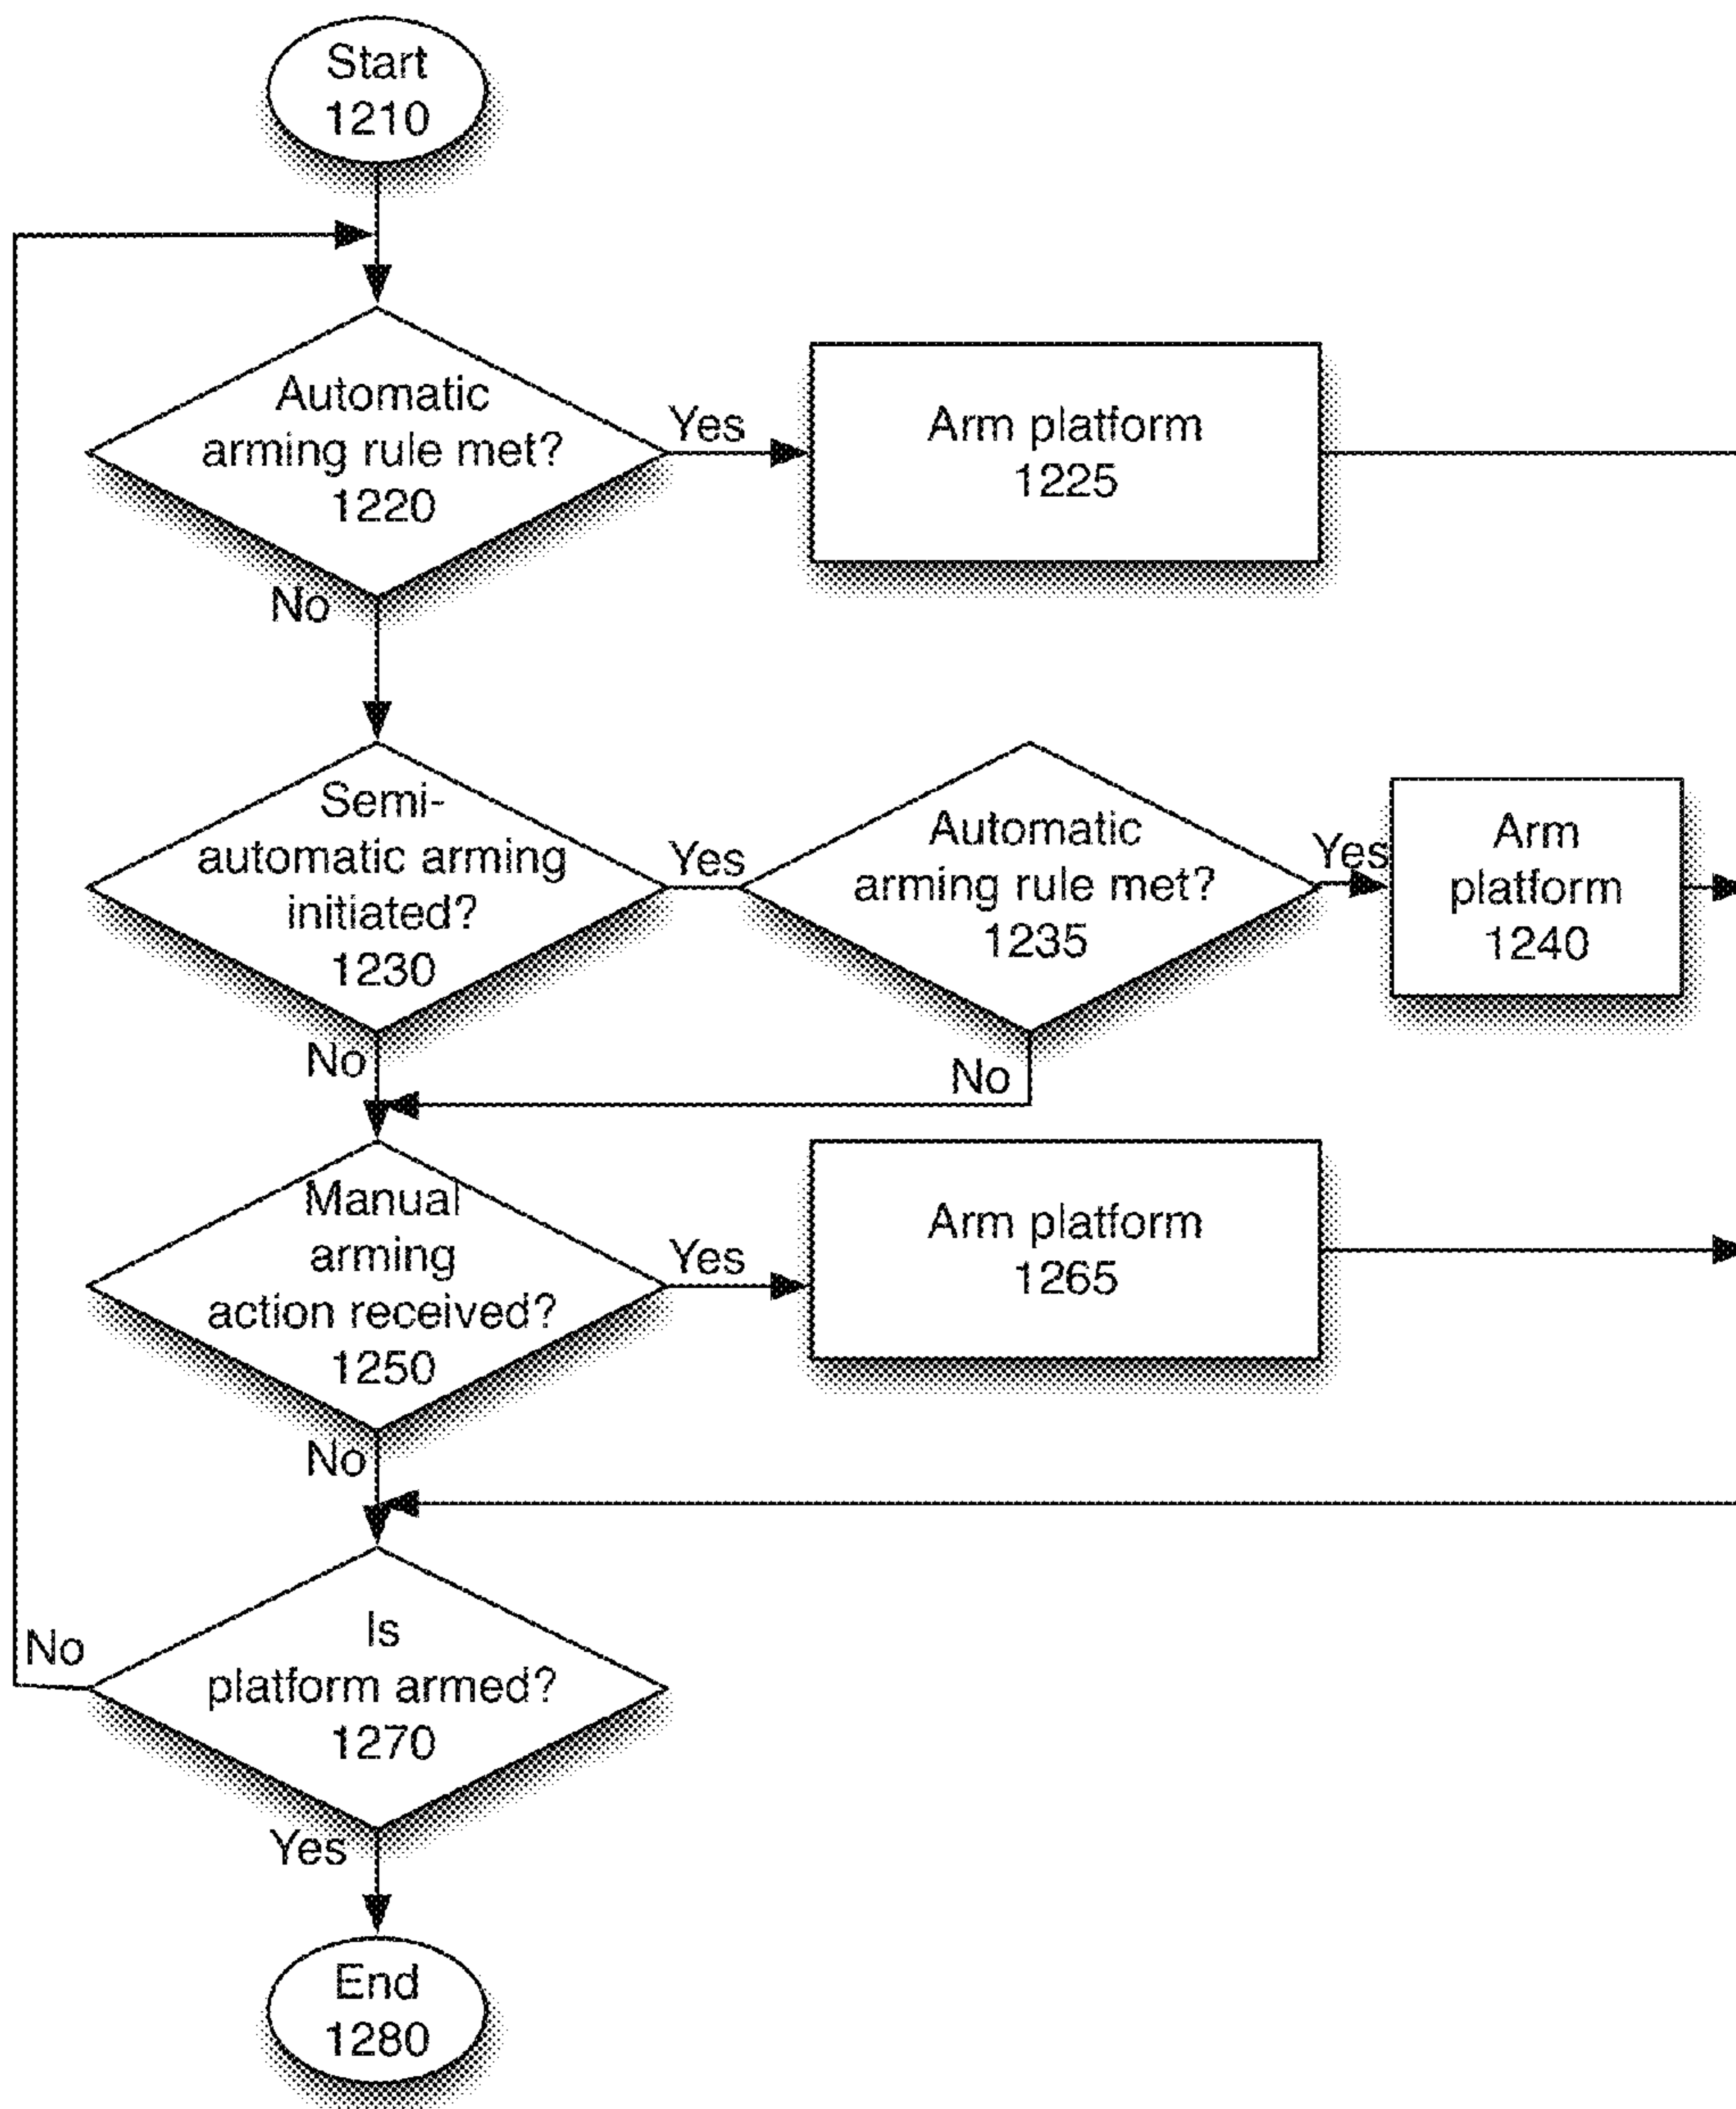 Start
1210
Automatic
arming rule met?
1220
Yes
Arm platform
1225
No
Semi-
automatic arming
initiated?
1230
Yes
Automatic
arming rule met?
1235
Yes
Arm
platform
1240
No
No
Manual
arming
action received?
1250
Yes
Arm platform
1265
No
Is
platform armed?
1270
No
Yes
End
1280